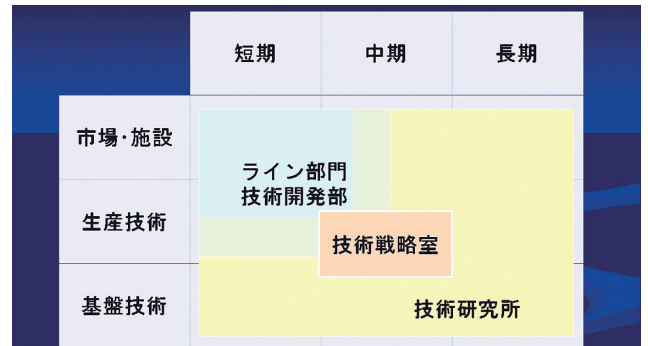 短期 中期 長期
市場・施設
ライン部門
技術開発部
生産技術
技術戦略室
基盤技術
技術研究所